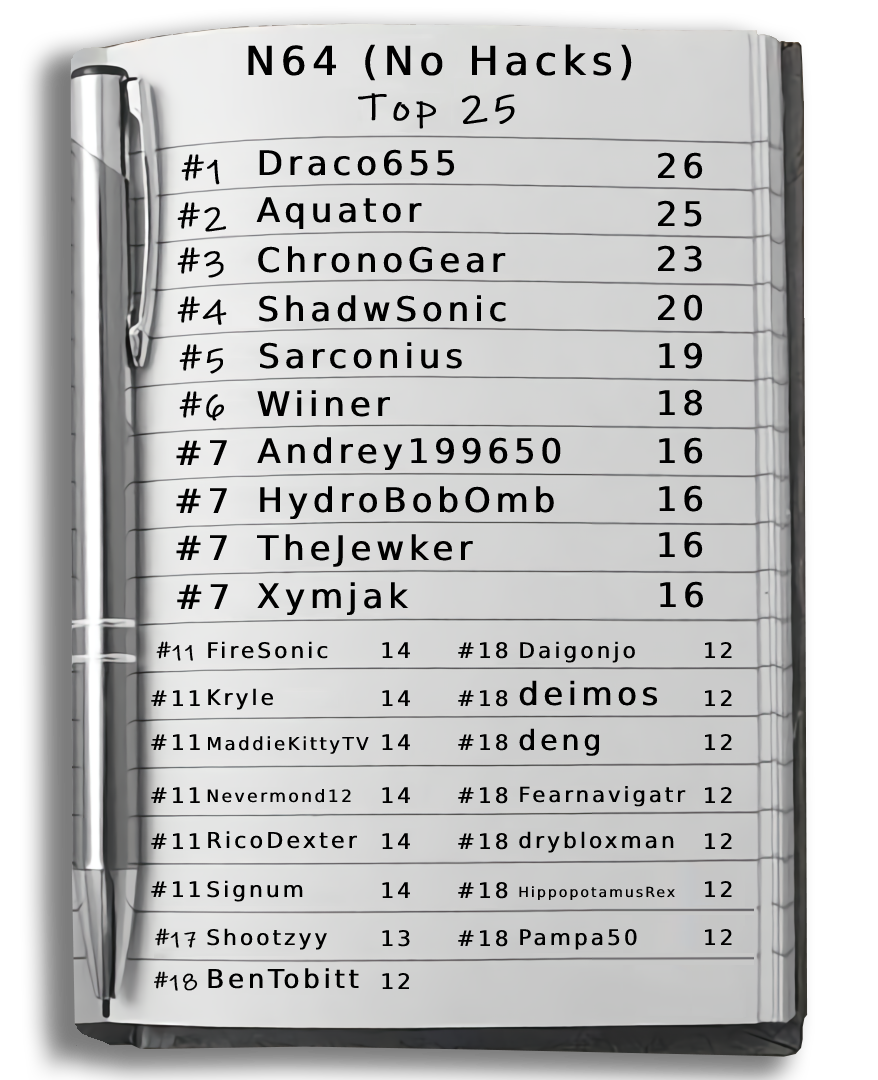 N64 (No Hacks)
Top 25
#1 Draco655 26
#2 Aquator 25
#3 ChronoGear 23
#4 ShadwSonic 20
#5 Sarconius 19
#6 Wiiner 18
#7 Andrey199650 16
#7 HydroBobOmb 16
#7 TheJewker 16
#7 Xymjak 16
#11 FireSonic 14 #18 Daigonjo 12
#11 Kryle 14 #18 deimos 12
#11 MaddieKittyTV 14 #18 deng 12
#11 Nevermond12 14 #18 Fearnavigatr 12
#11 RicoDexter 14 #18 drybloxman 12
#11 Signum 14 #18 HippopotamusRex 12
#17 Shootzyy 13 #18 Pampa50 12
#18 BenTobitt 12